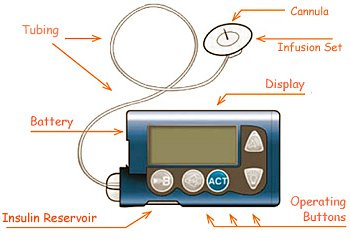 Cannula
Tubing
Infusion Set
Display
Battery
B
ACT
Insulin Reservoir
Operating
Buttons